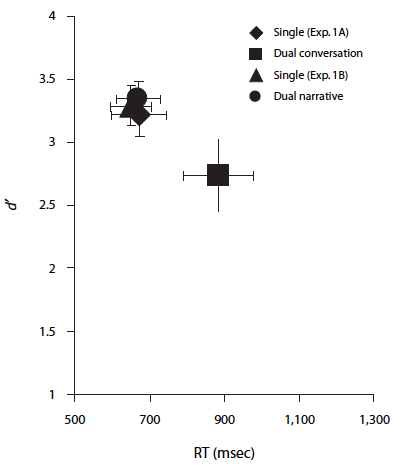 4
3.5
3
2.5
2
1.5
1
d′
500
700
900
1,100
1,300
RT (msec)
Single (Exp. 1A)
Dual conversation
Single (Exp. 1B)
Dual narrative